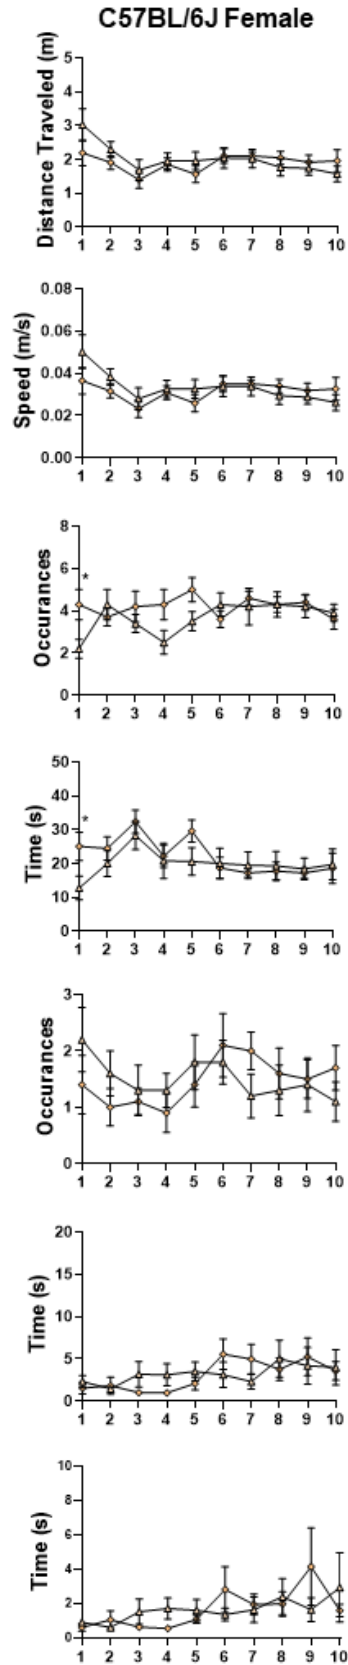 C57BL/6J Female
Distance Traveled (m)
5
4
3
2
1
0
1 2 3 4 5 6 7 8 9 10
Speed (m/s)
0.08
0.06
0.04
0.02
0.00
1 2 3 4 5 6 7 8 9 10
Occurances
8
6
4
2
0
*
1 2 3 4 5 6 7 8 9 10
Time (s)
50
40
30
20
10
0
*
1 2 3 4 5 6 7 8 9 10
Occurances
3
2
1
0
1 2 3 4 5 6 7 8 9 10
Time (s)
20
15
10
5
0
1 2 3 4 5 6 7 8 9 10
Time (s)
10
8
6
4
2
0
1 2 3 4 5 6 7 8 9 10